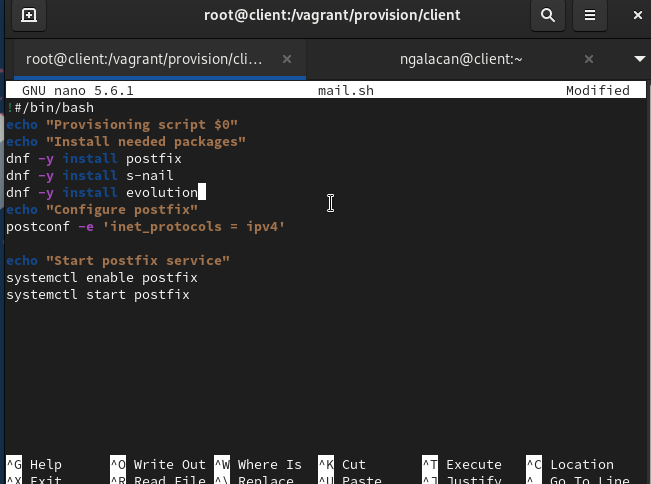 root@client:/vagrant/provision/client
root@client:/vagrant/provision/cli...
ngalacan@client:~
GNU nano 5.6.1 mail.sh Modified
!#/bin/bash
echo "Provisioning script $0"
echo "Install needed packages"
dnf -y install postfix
dnf -y install s-nail
dnf -y install evolution
echo "Configure postfix"
postconf -e 'inet_protocols = ipv4'
echo "Start postfix service"
systemctl enable postfix
systemctl start postfix
^G Help ^O Write Out ^W Where Is ^K Cut ^T Execute ^C Location
^X Exit ^R Read File ^\ Replace ^U Paste ^J Justify ^_ Go To Line